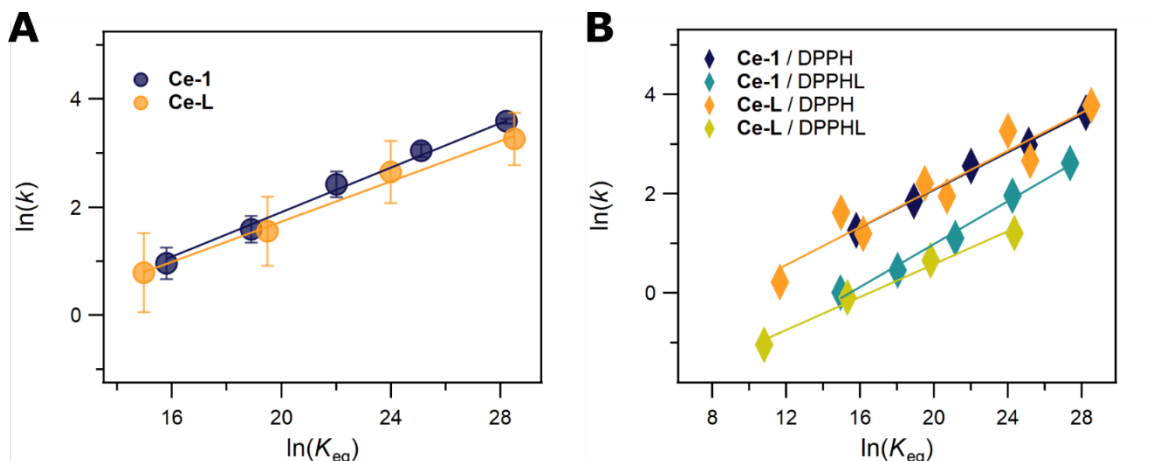 A
Ce-1
Ce-L
4
2
0
ln(k)
16
20
24
28
ln(Keq)
B
Ce-1 / DPPH
Ce-1 / DPPHL
Ce-L / DPPH
Ce-L / DPPHL
4
2
0
ln(k)
8
12
16
20
24
28
ln(Keq)